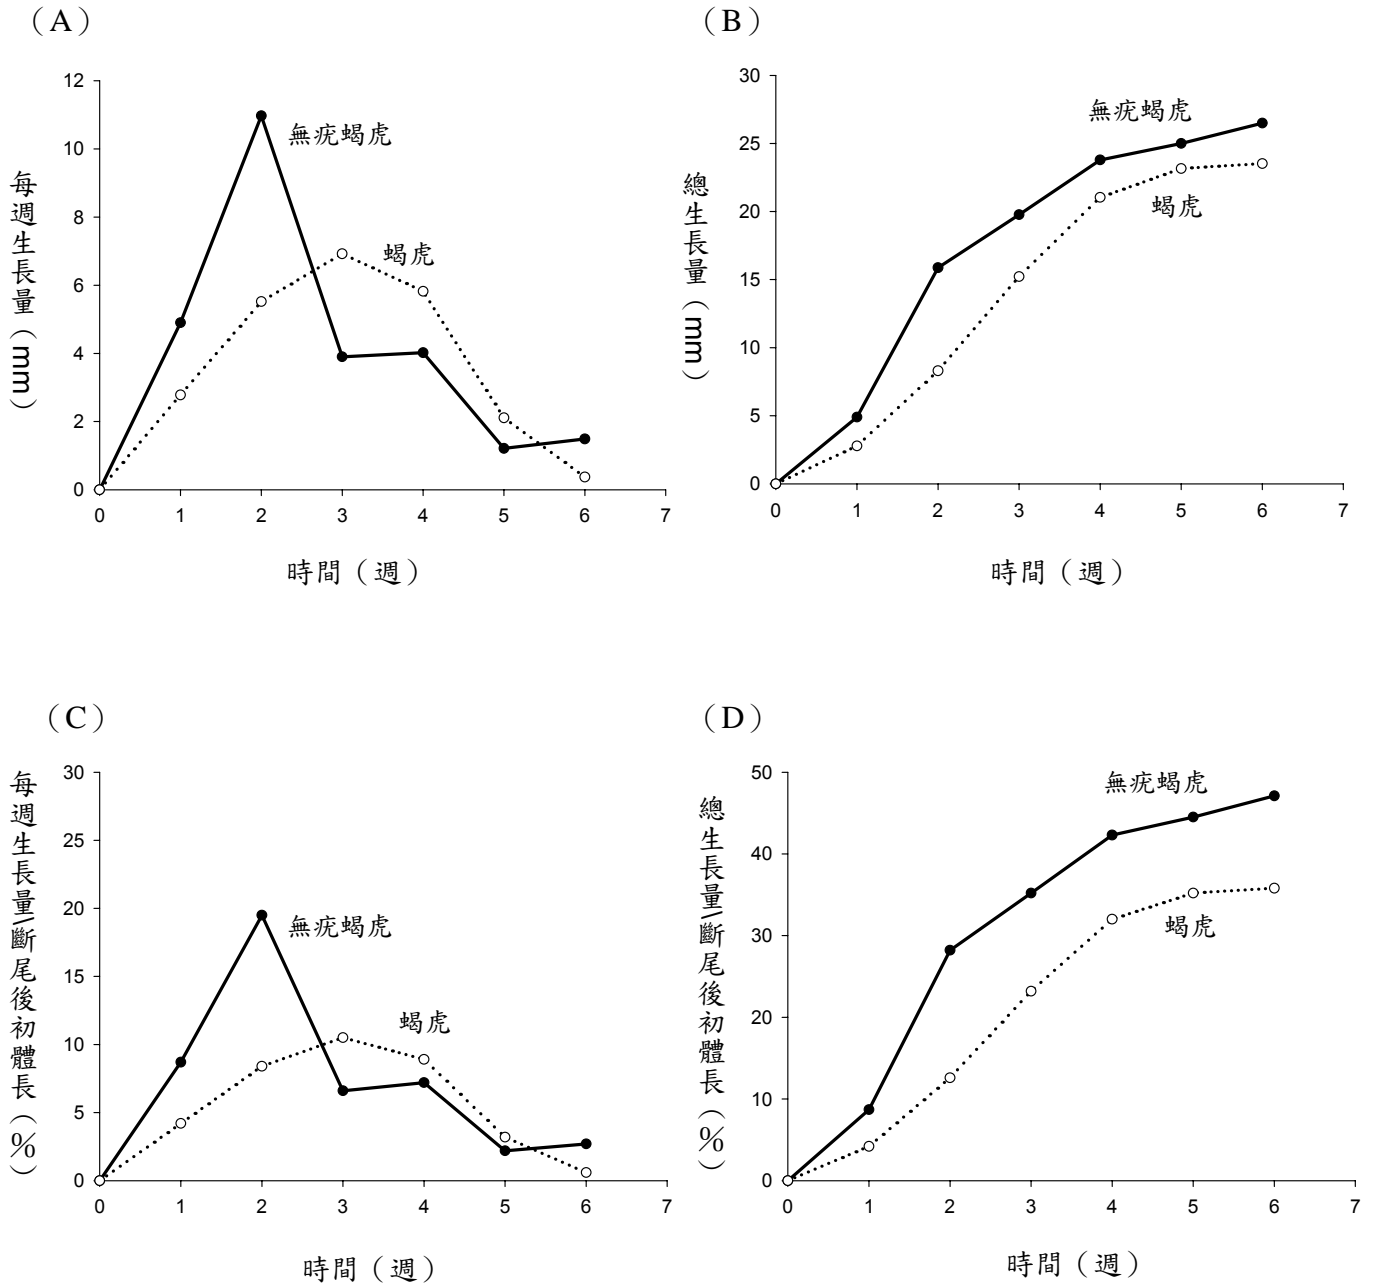 （A）
12
10
8
6
4
2
0
每週生長量（mm）
無疣蝎虎
蝎虎
0 1 2 3 4 5 6 7
時間（週）
（B）
30
25
20
15
10
5
0
總生長量（mm）
無疣蝎虎
蝎虎
0 1 2 3 4 5 6 7
時間（週）
（C）
30
25
20
15
10
5
0
每週生長量\斷尾後初體長（%）
無疣蝎虎
蝎虎
0 1 2 3 4 5 6 7
時間（週）
（D）
50
40
30
20
10
0
總生長量\斷尾後初體長（%）
無疣蝎虎
蝎虎
0 1 2 3 4 5 6 7
時間（週）